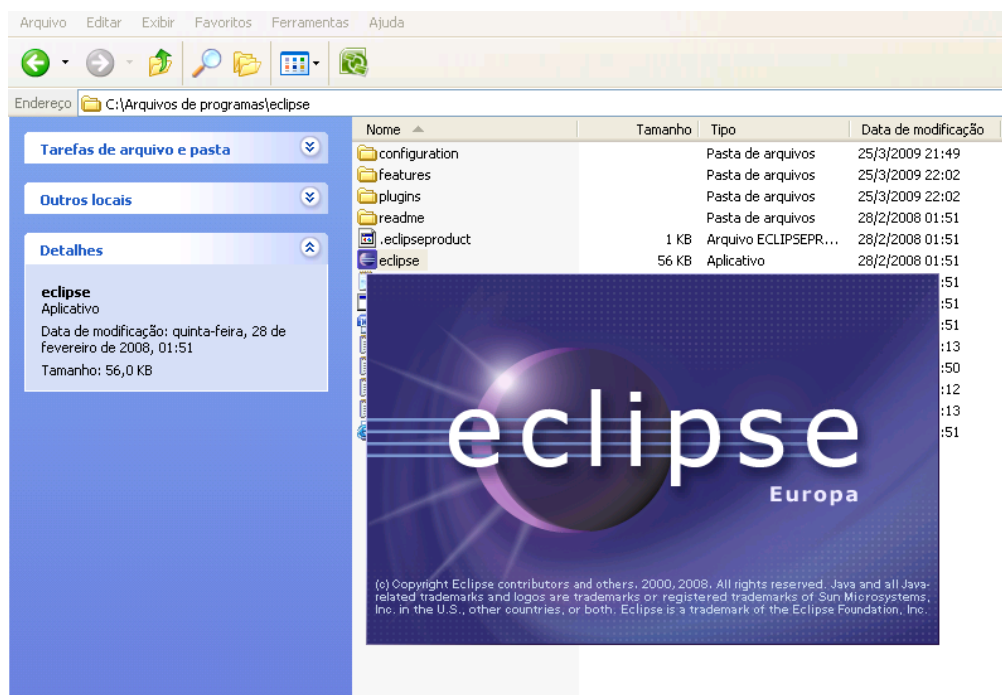 Arquivo Editar Exibir Favoritos Ferramentas Ajuda
Endereço C:\Arquivos de programas\eclipse
Nome Tamanho Tipo Data de modificação
Tarefas de arquivo e pasta
Outros locais
Detalhes
eclipse
Aplicativo
Data de modificação: quinta-feira, 28 de
fevereiro de 2008, 01:51
Tamanho: 56,0 KB
configuration Pasta de arquivos 25/3/2009 21:49
features Pasta de arquivos 25/3/2009 22:02
plugins Pasta de arquivos 25/3/2009 22:02
readme Pasta de arquivos 28/2/2008 01:51
.eclipseproduct 1 KB Arquivo ECLIPSEPR... 28/2/2008 01:51
eclipse 56 KB Aplicativo 28/2/2008 01:51
:51
:51
:51
:13
:50
:12
:13
:51
eclipse
Europa
(c) Copyright Eclipse contributors and others. 2000, 2008. All rights reserved. Java and all Java-
related trademarks and logos are trademarks or registered trademarks of Sun Microsystems,
Inc. in the U.S., other countries, or both. Eclipse is a trademark of the Eclipse Foundation, Inc.